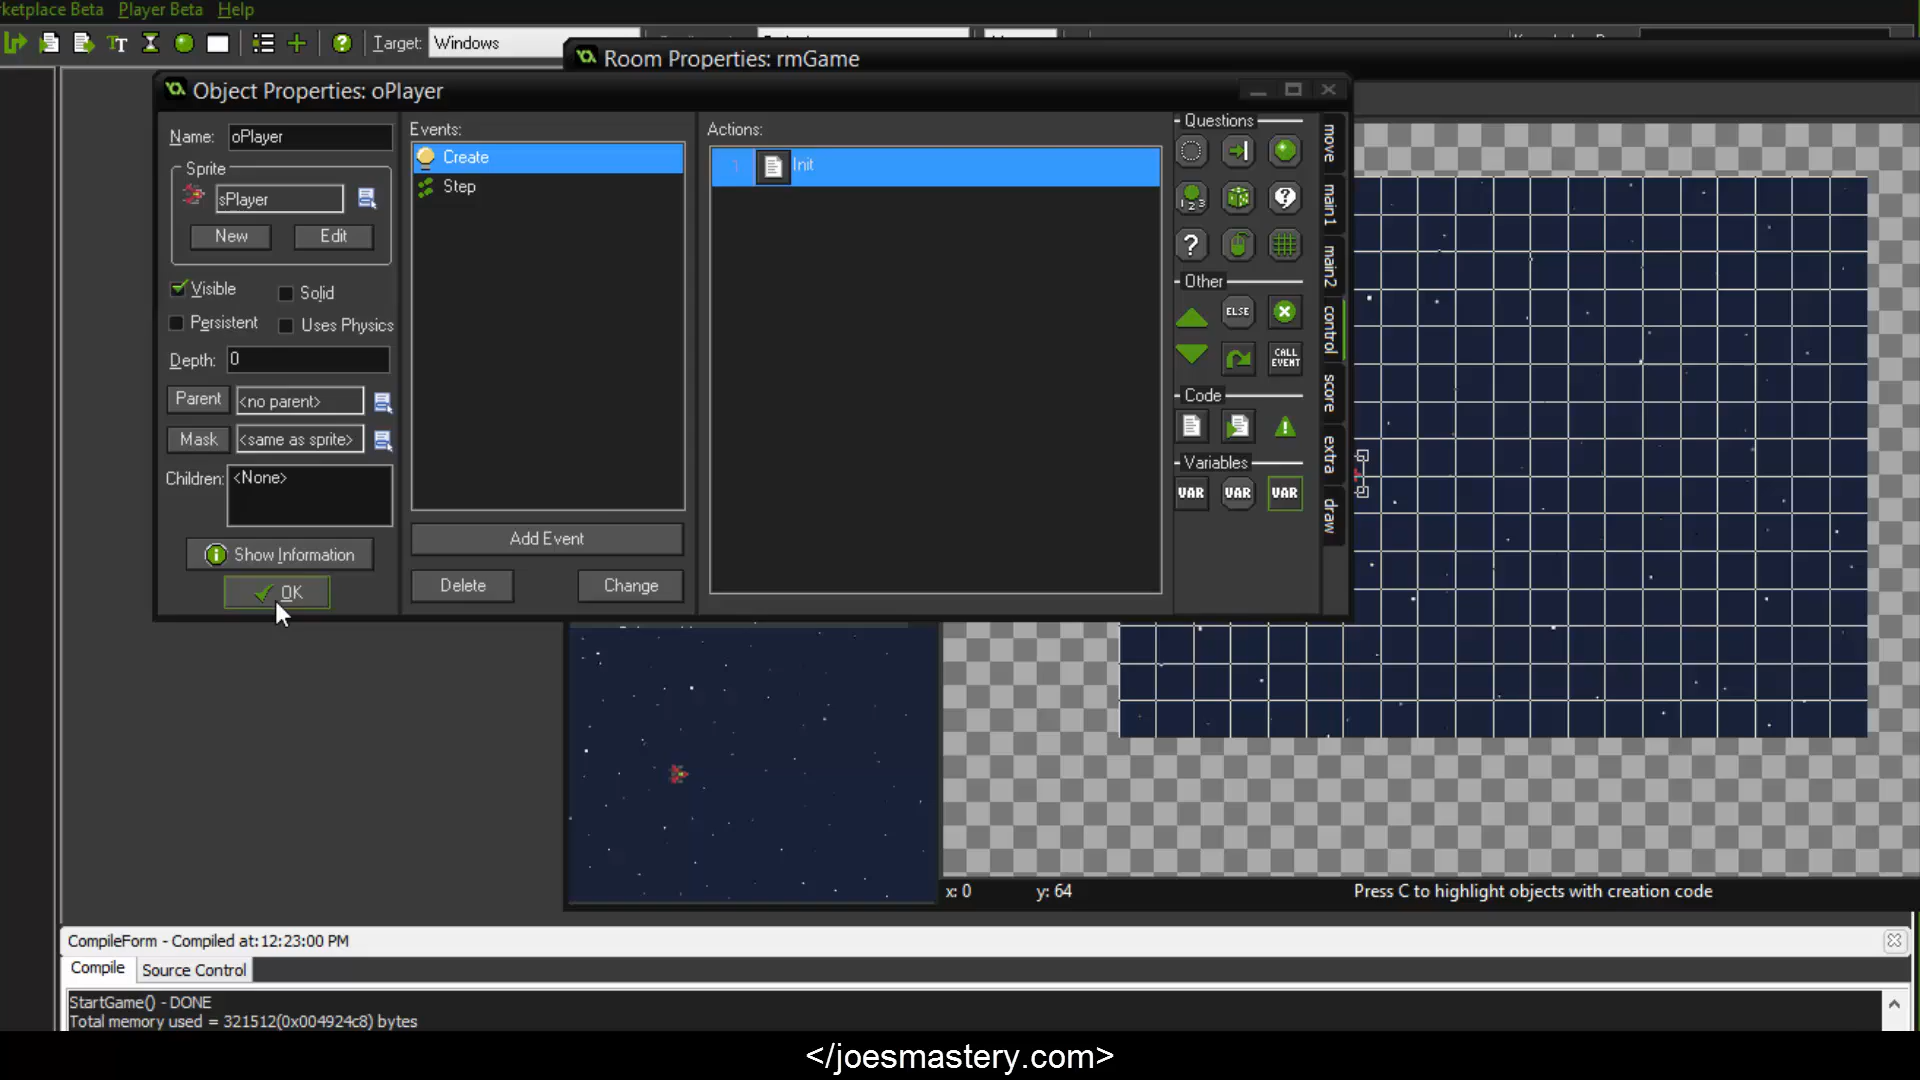 rketplace Beta Player Beta Help
Target: Windows
Room Properties: rmGame
Object Properties: oPlayer
Name: oPlayer
Sprite
sPlayer
New Edit
Visible Solid
Persistent Uses Physics
Depth: 0
Parent <no parent>
Mask <same as sprite>
Children: <None>
Show Information
OK
Events:
Create
Step
Add Event
Delete Change
Actions:
1 Init
Questions
Other
ELSE
CALL EVENT
Code
Variables
VAR VAR VAR
move
main1
main2
control
score
extra
draw
x: 0 y: 64 Press C to highlight objects with creation code
CompileForm - Compiled at:12:23:00 PM
Compile Source Control
StartGame() - DONE
Total memory used = 321512(0x004924c8) bytes
</joesmastery.com>